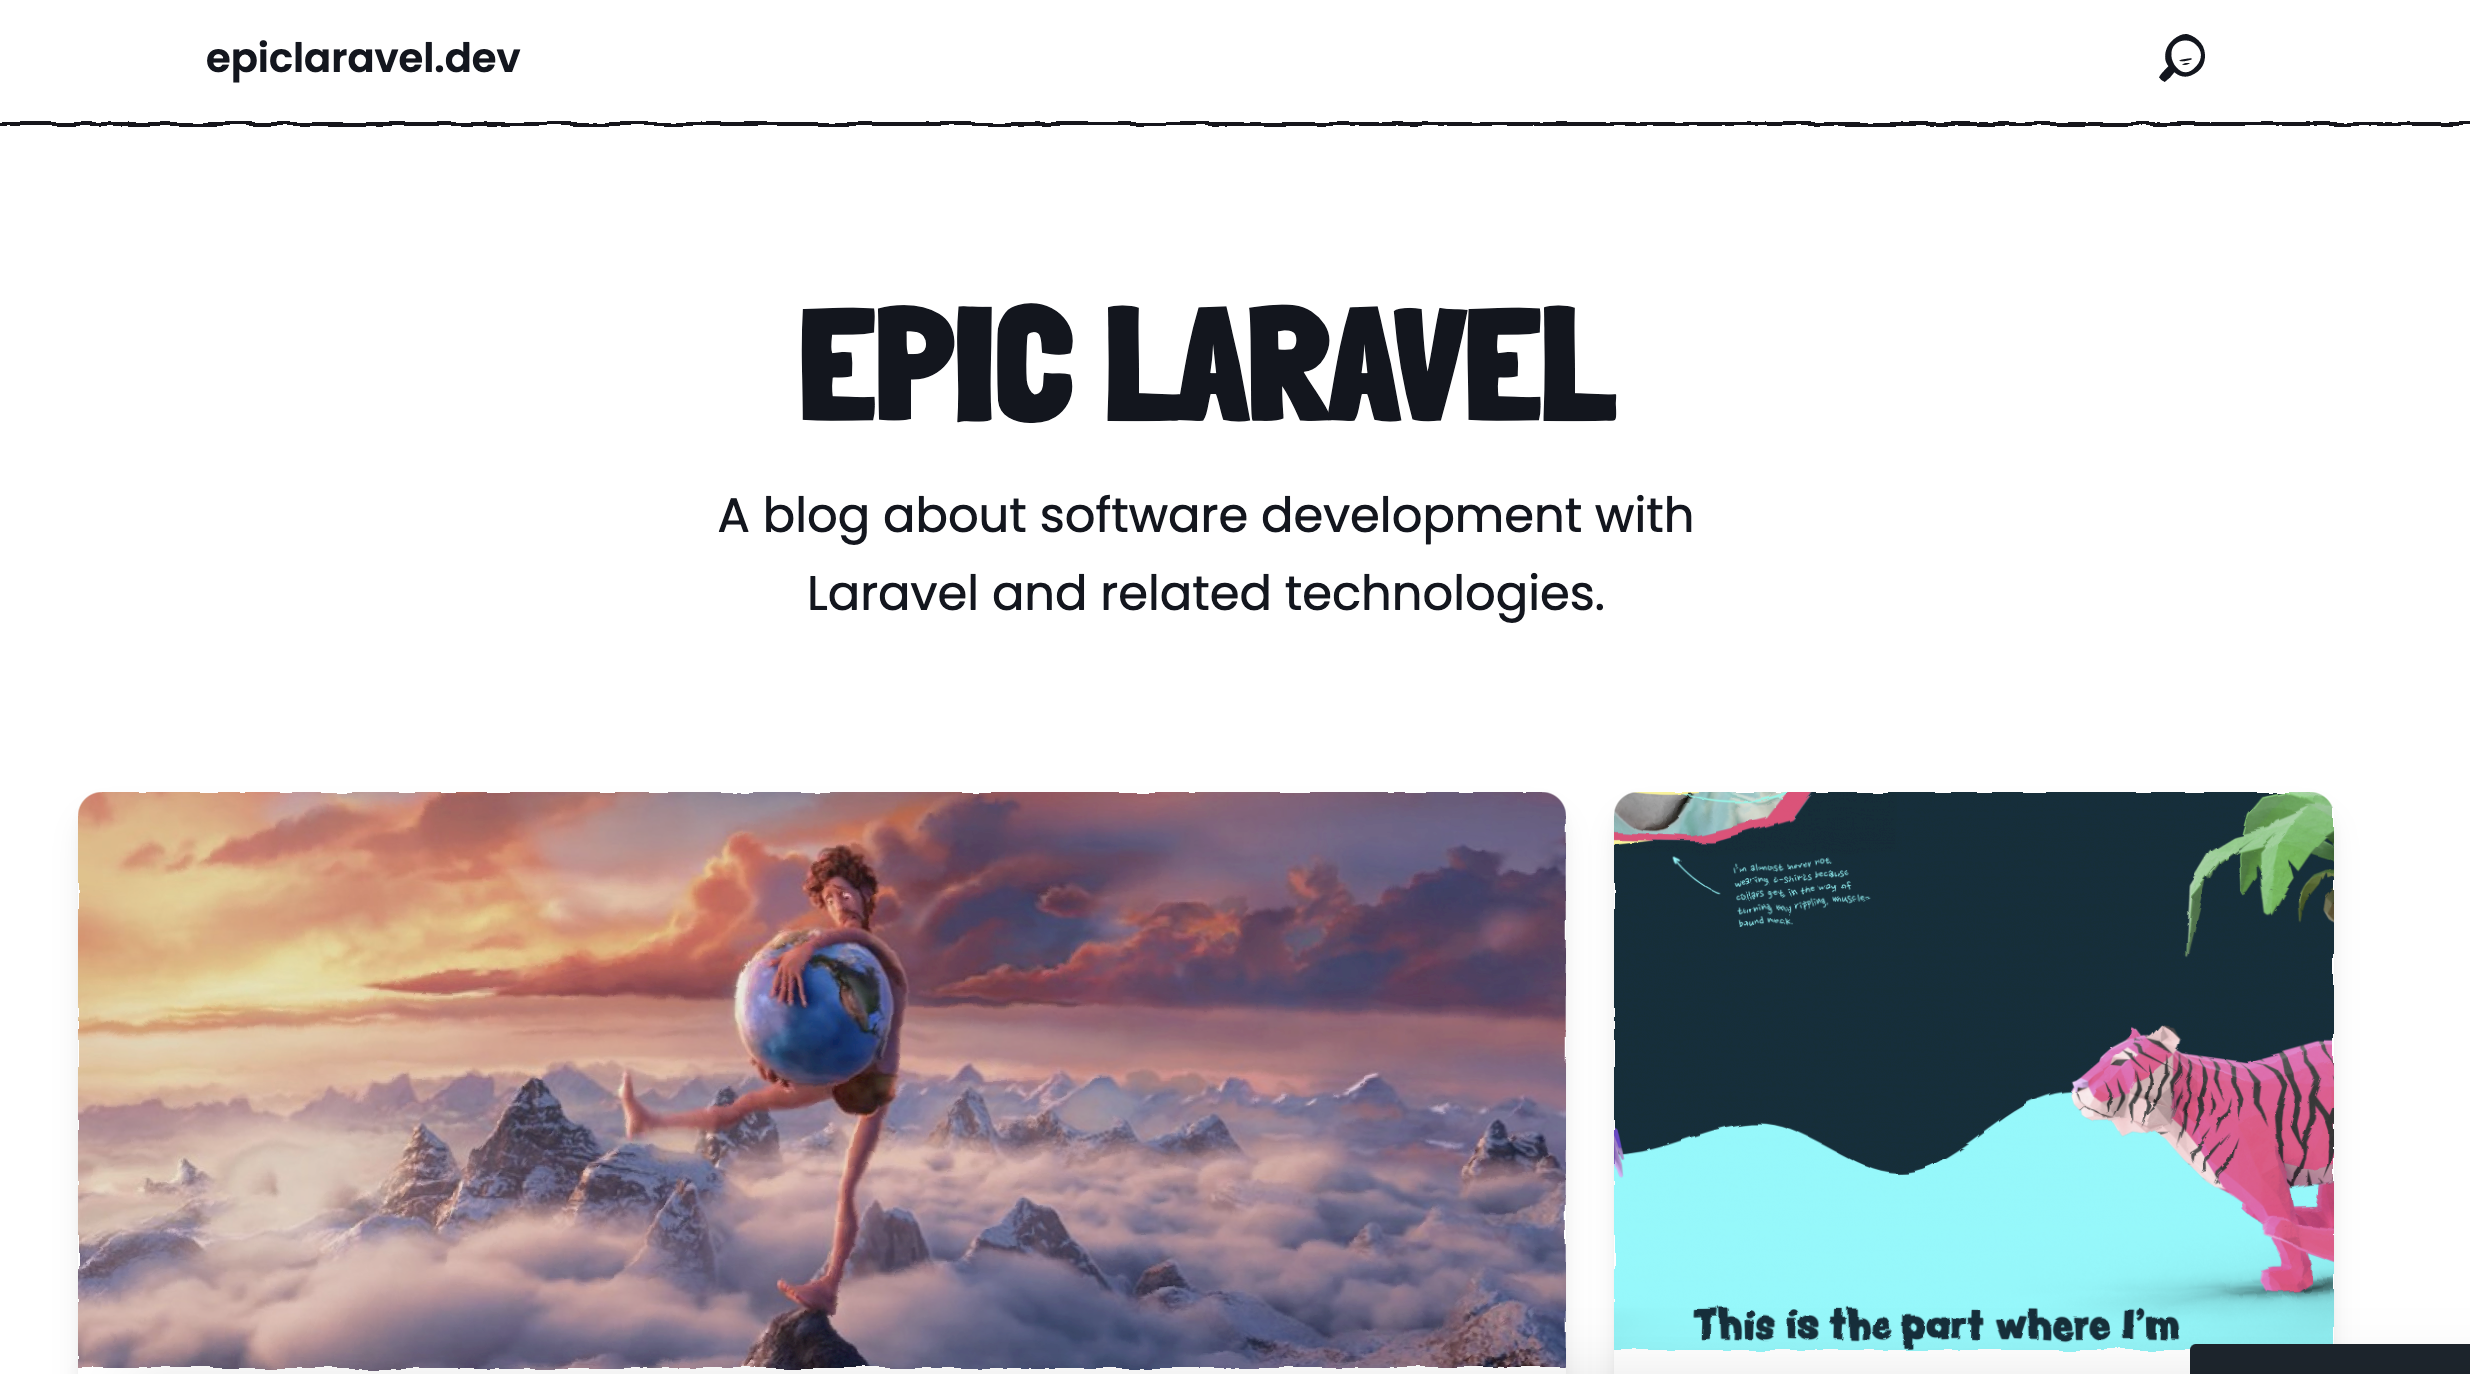 epiclaravel.dev
EPIC LARAVEL
A blog about software development with
Laravel and related technologies.
I'm almost never not
wearing t-shirts because
collars get in the way of
turning my rippling, muscle-
bound neck.
This is the part where I'm